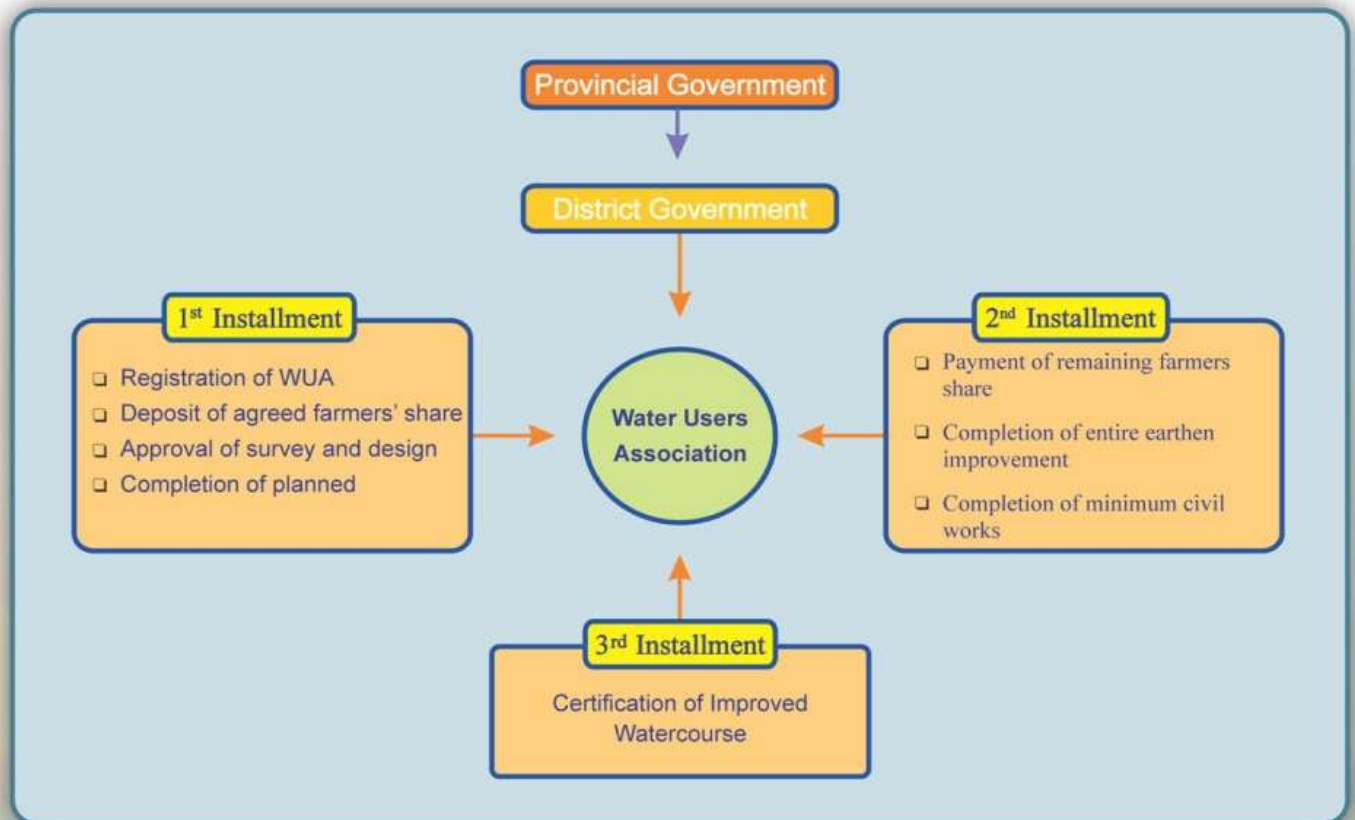 Provincial Government
District Government
1st Installment
❑ Registration of WUA
❑ Deposit of agreed farmers' share
❑ Approval of survey and design
❑ Completion of planned
Water Users
Association
2nd Installment
❑ Payment of remaining farmers
share
❑ Completion of entire earthen
improvement
❑ Completion of minimum civil
works
3rd Installment
Certification of Improved
Watercourse